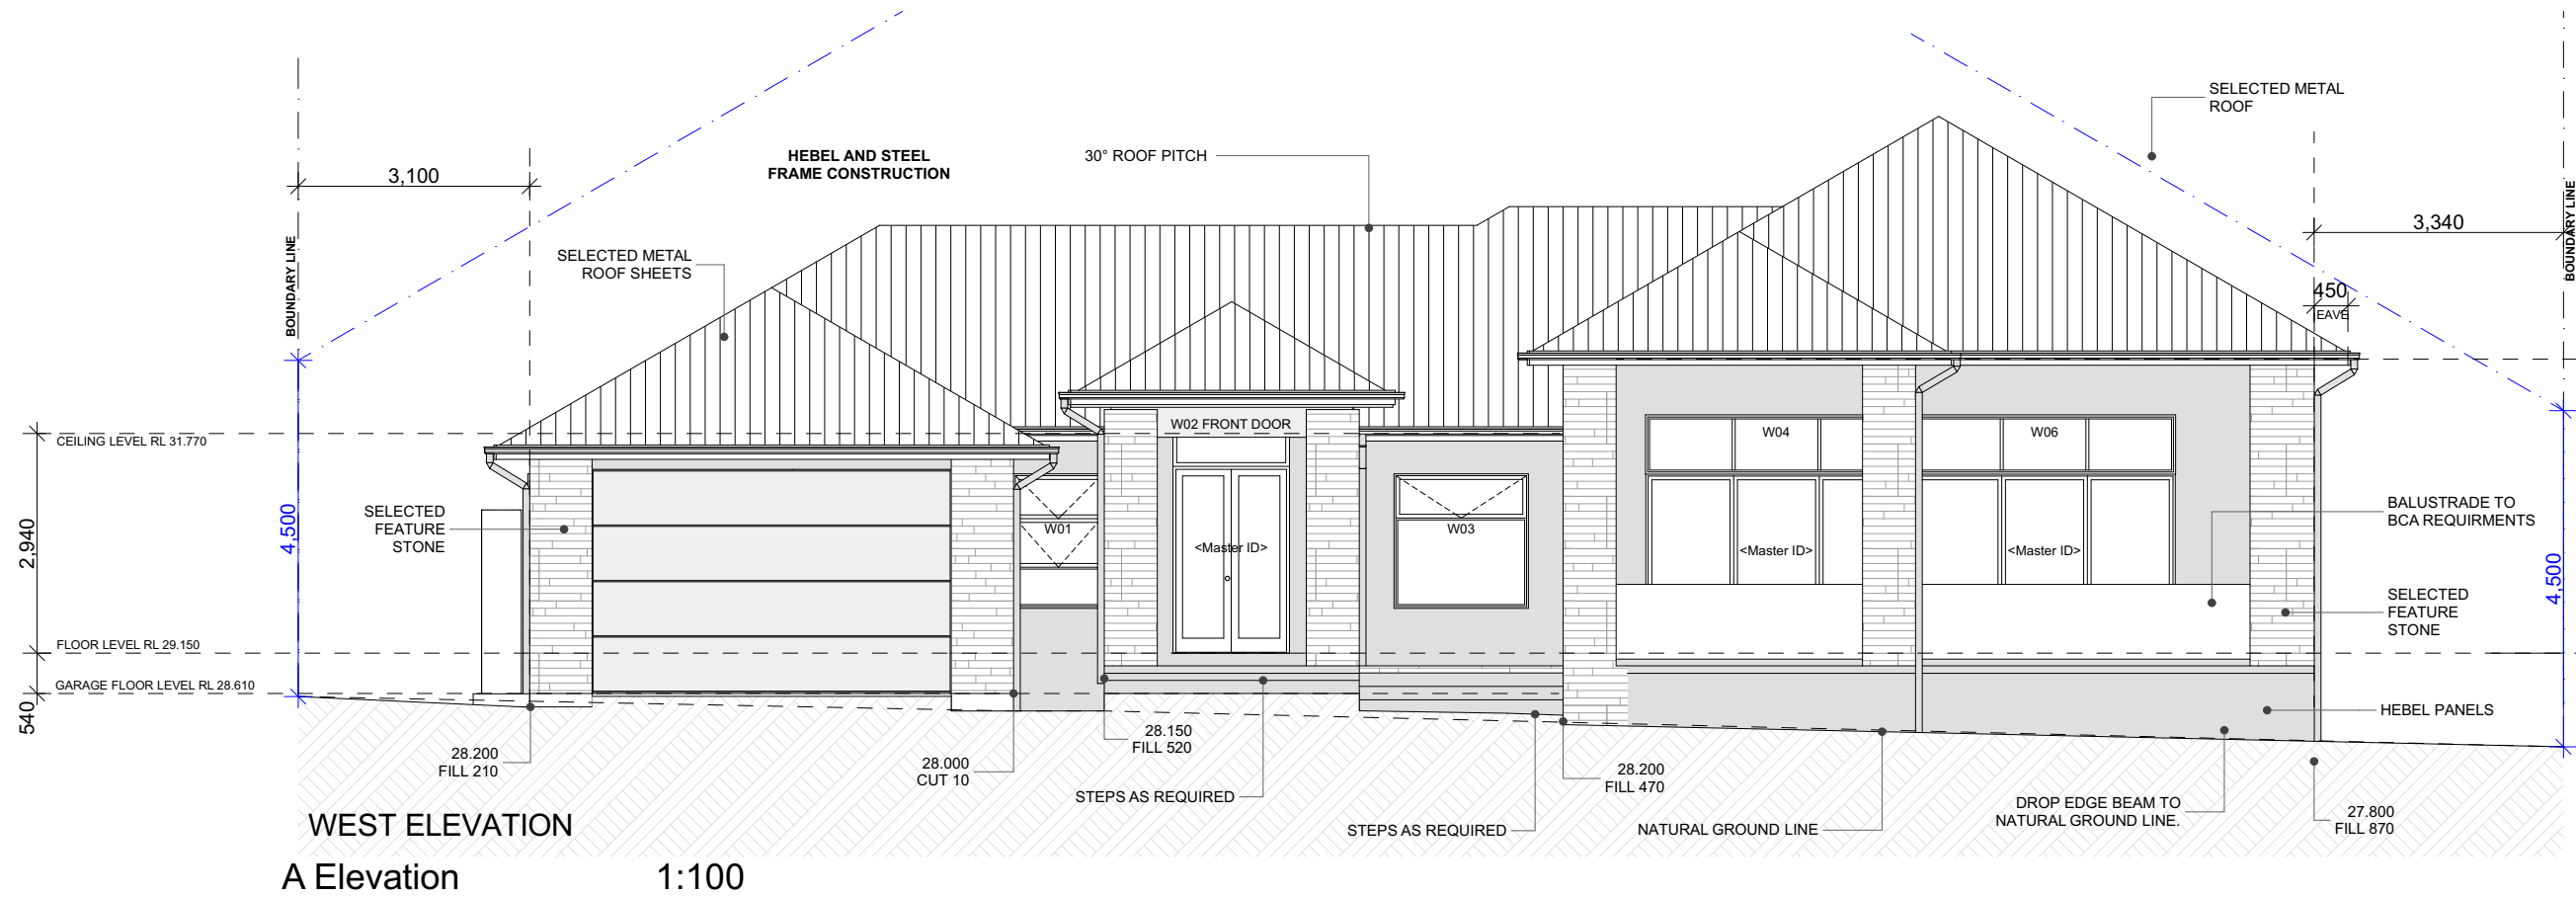 SELECTED METAL
ROOF
HEBEL AND STEEL
FRAME CONSTRUCTION
30° ROOF PITCH
3,100
3,340
BOUNDARY LINE
BOUNDARY LINE
SELECTED METAL
ROOF SHEETS
450
EAVE
CEILING LEVEL RL 31.770
W02 FRONT DOOR
W04
W06
SELECTED
FEATURE
STONE
W01
W03
BALUSTRADE TO
BCA REQUIRMENTS
4,500
2,940
<Master ID>
<Master ID>
<Master ID>
4,500
SELECTED
FEATURE
STONE
FLOOR LEVEL RL 29.150
GARAGE FLOOR LEVEL RL 28.610
540
HEBEL PANELS
28.200
FILL 210
28.000
CUT 10
28.150
FILL 520
STEPS AS REQUIRED
28.200
FILL 470
STEPS AS REQUIRED
NATURAL GROUND LINE
DROP EDGE BEAM TO
NATURAL GROUND LINE.
27.800
FILL 870
WEST ELEVATION
A Elevation
1:100